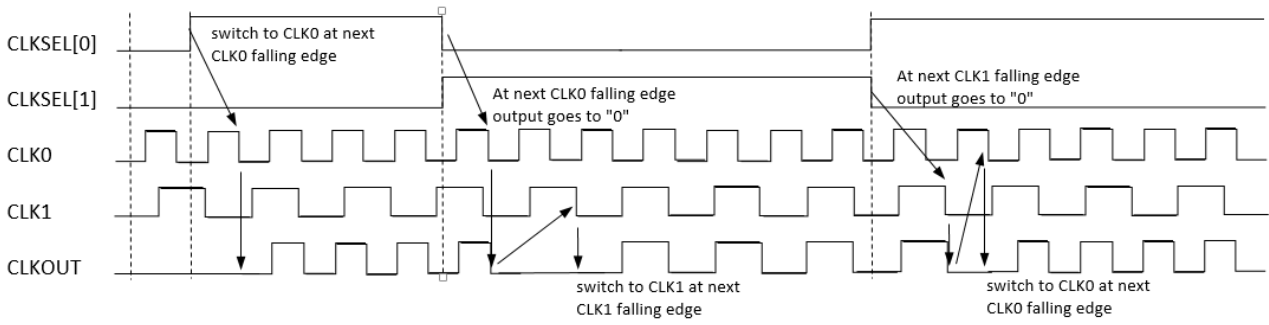 CLKSEL[0]
switch to CLK0 at next
CLK0 falling edge
CLKSEL[1]
At next CLK0 falling edge
output goes to "0"
At next CLK1 falling edge
output goes to "0"
CLK0
CLK1
CLKOUT
switch to CLK1 at next
CLK1 falling edge
switch to CLK0 at next
CLK0 falling edge